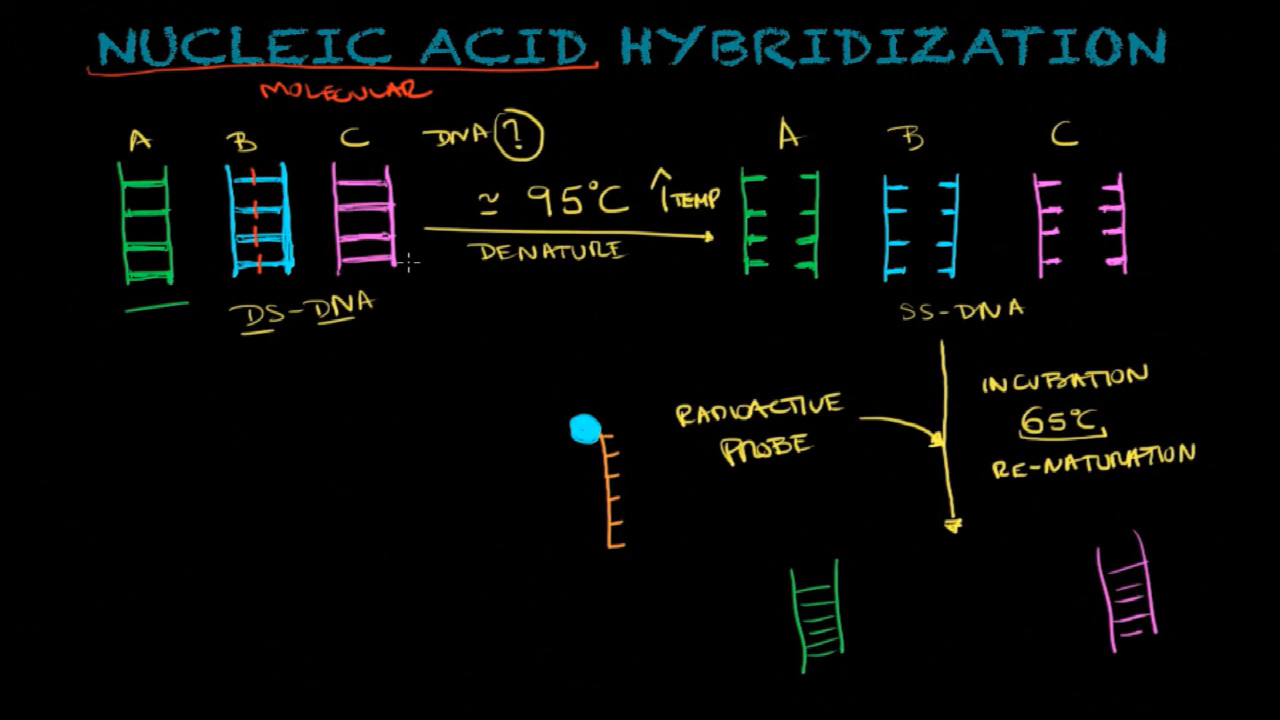 NUCLEIC ACID HYBRIDIZATION
MOLECULAR
A B C DNA ?
≃ 95°C ↑TEMP
DENATURE
DS-DNA
A B C
SS-DNA
RADIOACTIVE
PROBE
INCUBATION
65°C
RE-NATURATION